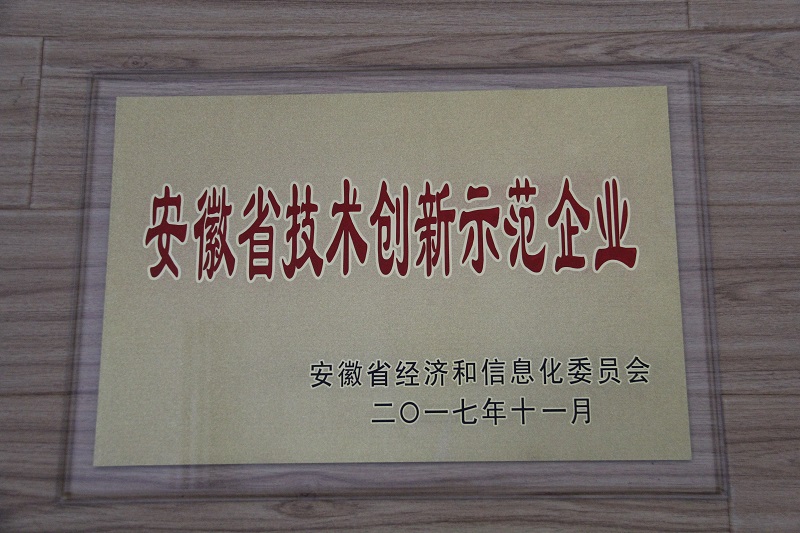 安徽省技术创新示范企业
安徽省经济和信息化委员会
二〇一七年十一月